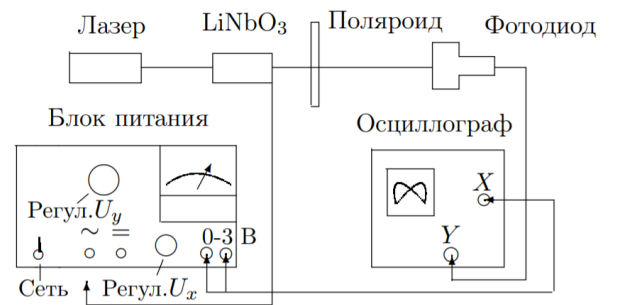 Лазер
LiNbO₃
Поляроид
Фотодиод
Блок питания
Осциллограф
Регул.Uy
~ =
0-3 В
X
Y
Сеть
Регул.Uₓ